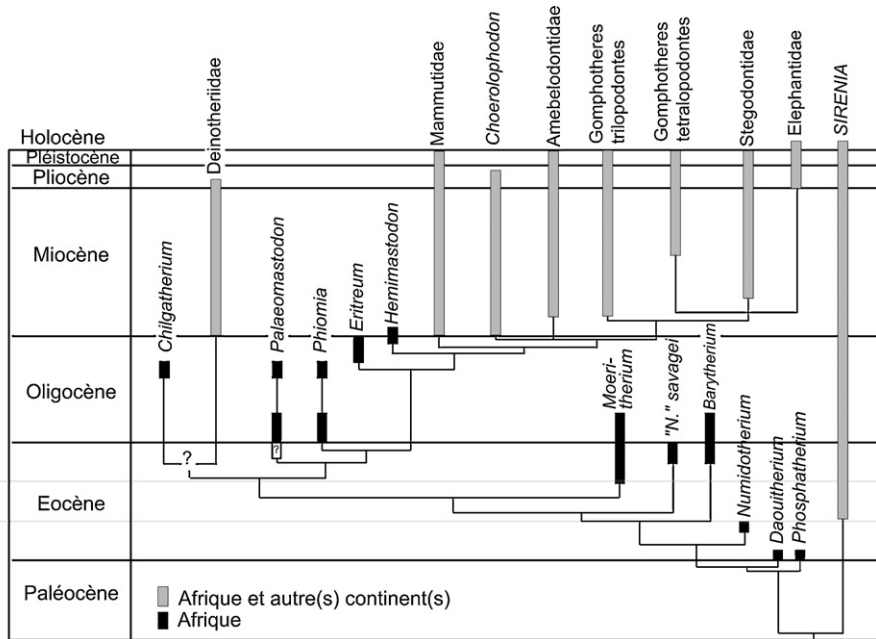 Holocène
Pléistocène
Pliocène
Miocène
Oligocène
Eocène
Paléocène
Chilgatherium
Deinotheriidae
Palaeomastodon
Phiomia
Eritreum
Hemimastodon
Mammutidae
Choerolophodon
Amebelodontidae
Gomphotheres
trilopodontes
Gomphotheres
tetralopodontes
Stegodontidae
Elephantidae
SIRENIA
Moeri-
therium
"N." savagei
Barytherium
Numidotherium
Daouitherium
Phosphatherium
?
?
Afrique et autre(s) continent(s)
Afrique